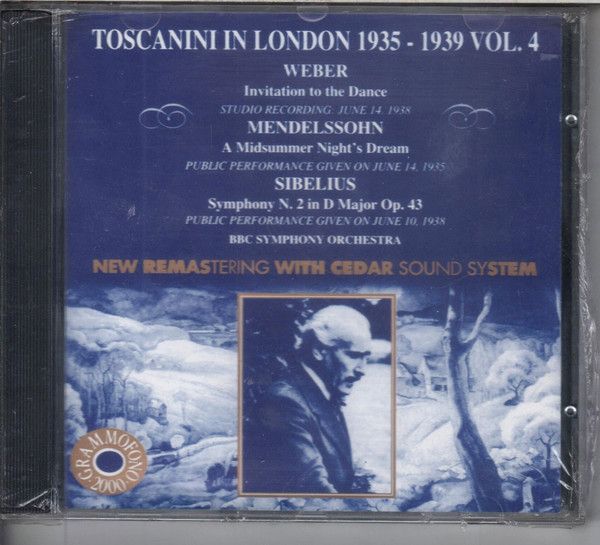 TOSCANINI IN LONDON 1935 - 1939 VOL. 4
WEBER
Invitation to the Dance
STUDIO RECORDING: JUNE 14, 1938
MENDELSSOHN
A Midsummer Night's Dream
PUBLIC PERFORMANCE GIVEN ON JUNE 14, 1935
SIBELIUS
Symphony N. 2 in D Major Op. 43
PUBLIC PERFORMANCE GIVEN ON JUNE 10, 1938
BBC SYMPHONY ORCHESTRA
NEW REMASTERING WITH CEDAR SOUND SYSTEM
GRAMMOFONO
2000